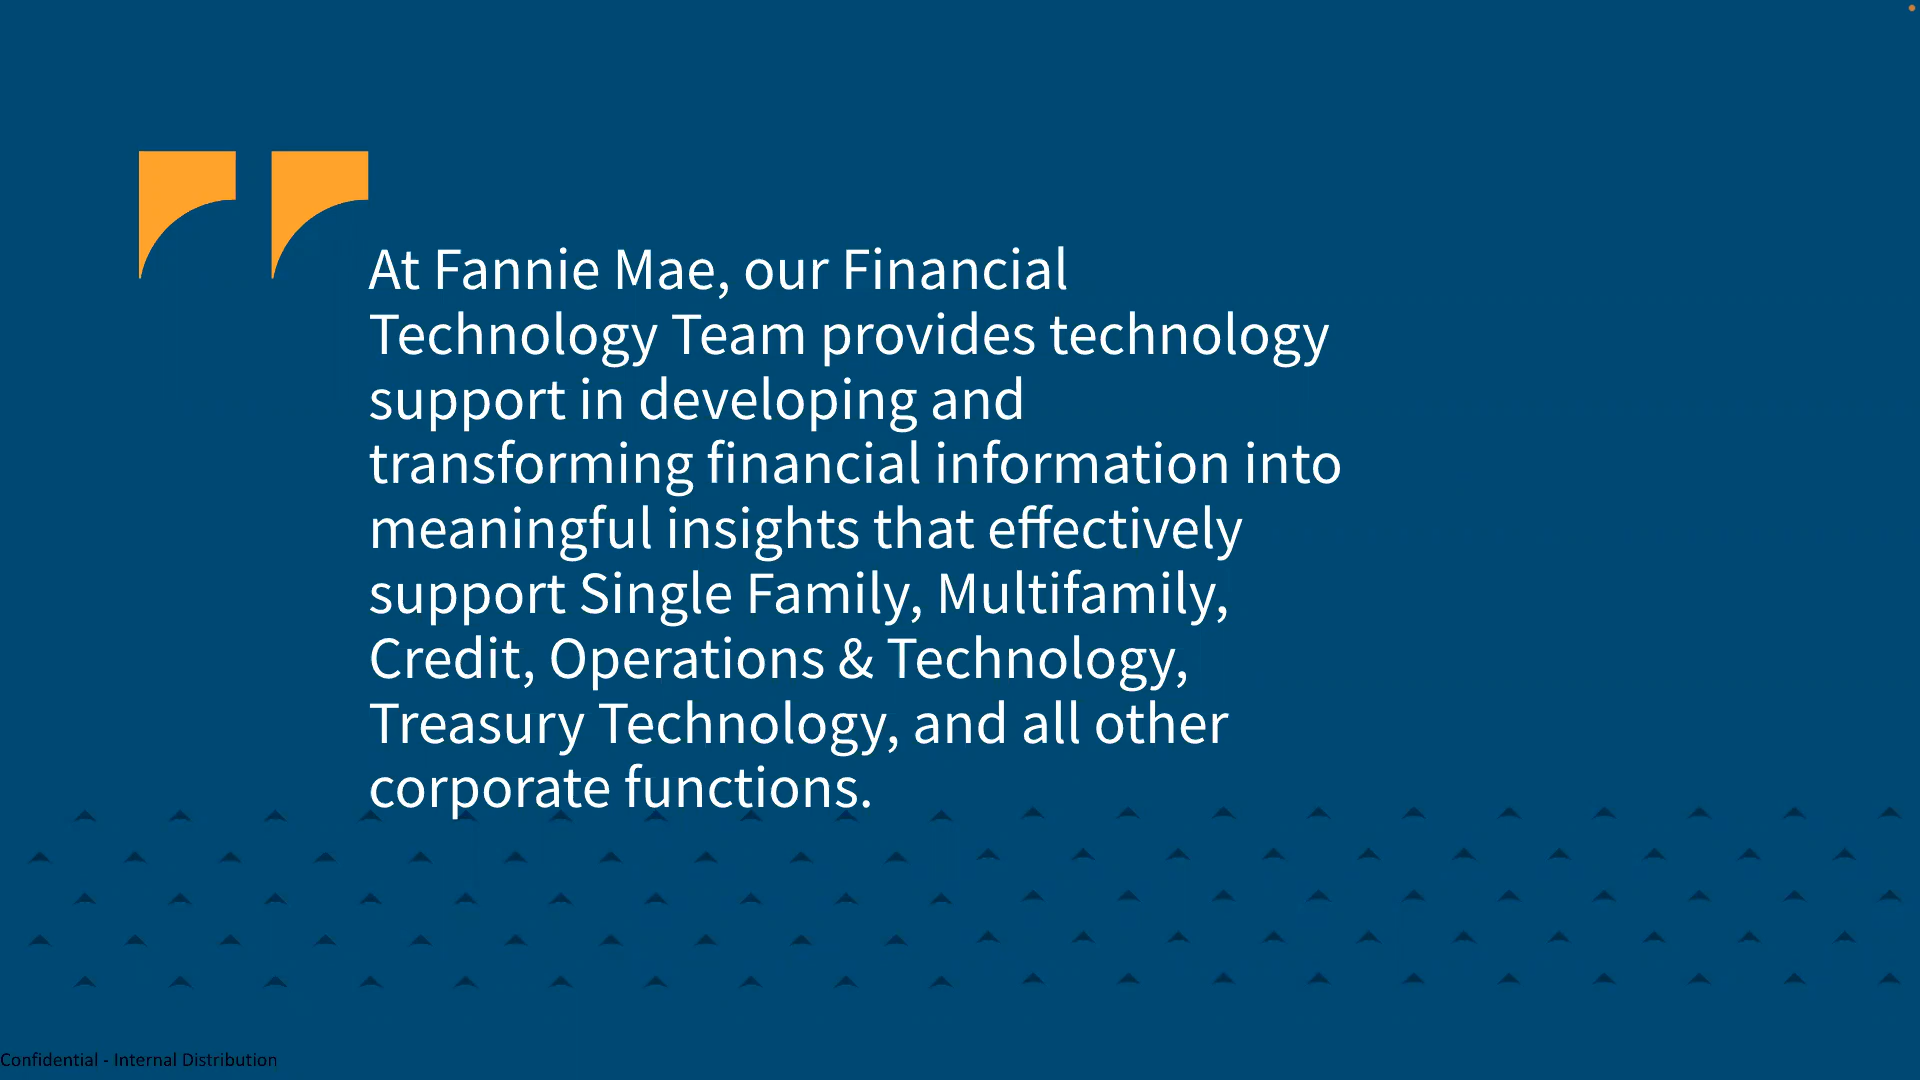 At Fannie Mae, our Financial
Technology Team provides technology
support in developing and
transforming financial information into
meaningful insights that effectively
support Single Family, Multifamily,
Credit, Operations & Technology,
Treasury Technology, and all other
corporate functions.
Confidential - Internal Distribution